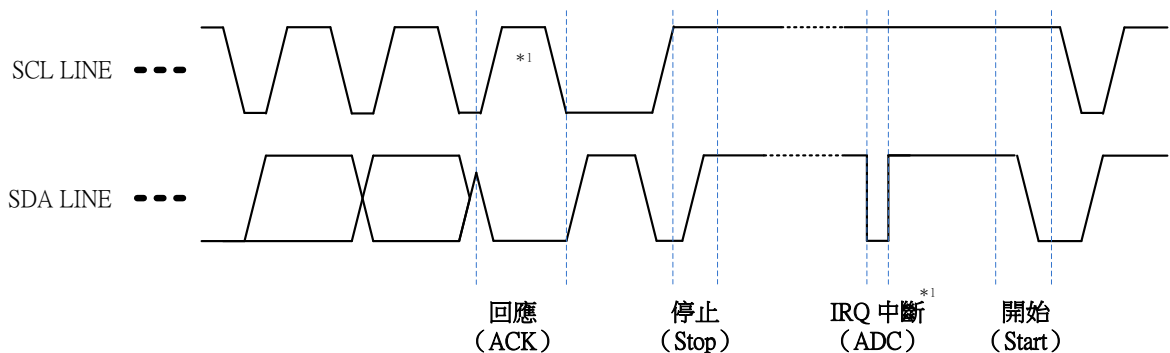 SCL LINE
*1
SDA LINE
回應
(ACK)
停止
(Stop)
IRQ 中斷*1
(ADC)
開始
(Start)